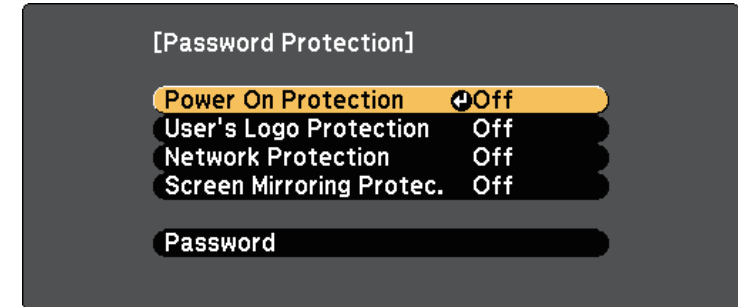 [Password Protection]
Power On Protection Off
User's Logo Protection Off
Network Protection Off
Screen Mirroring Protec. Off
Password